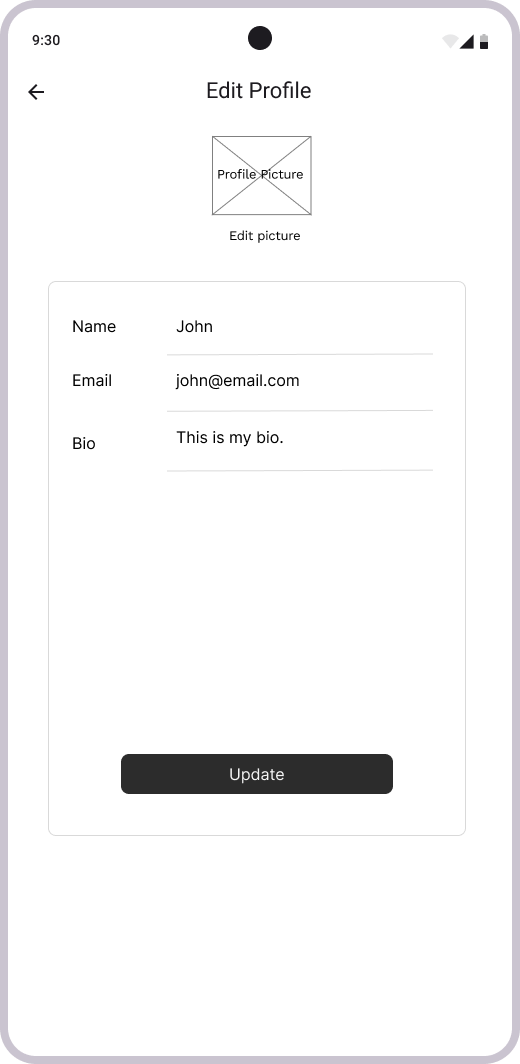 9:30
Edit Profile
Profile Picture
Edit picture
Name John
Email john@email.com
Bio This is my bio.
Update